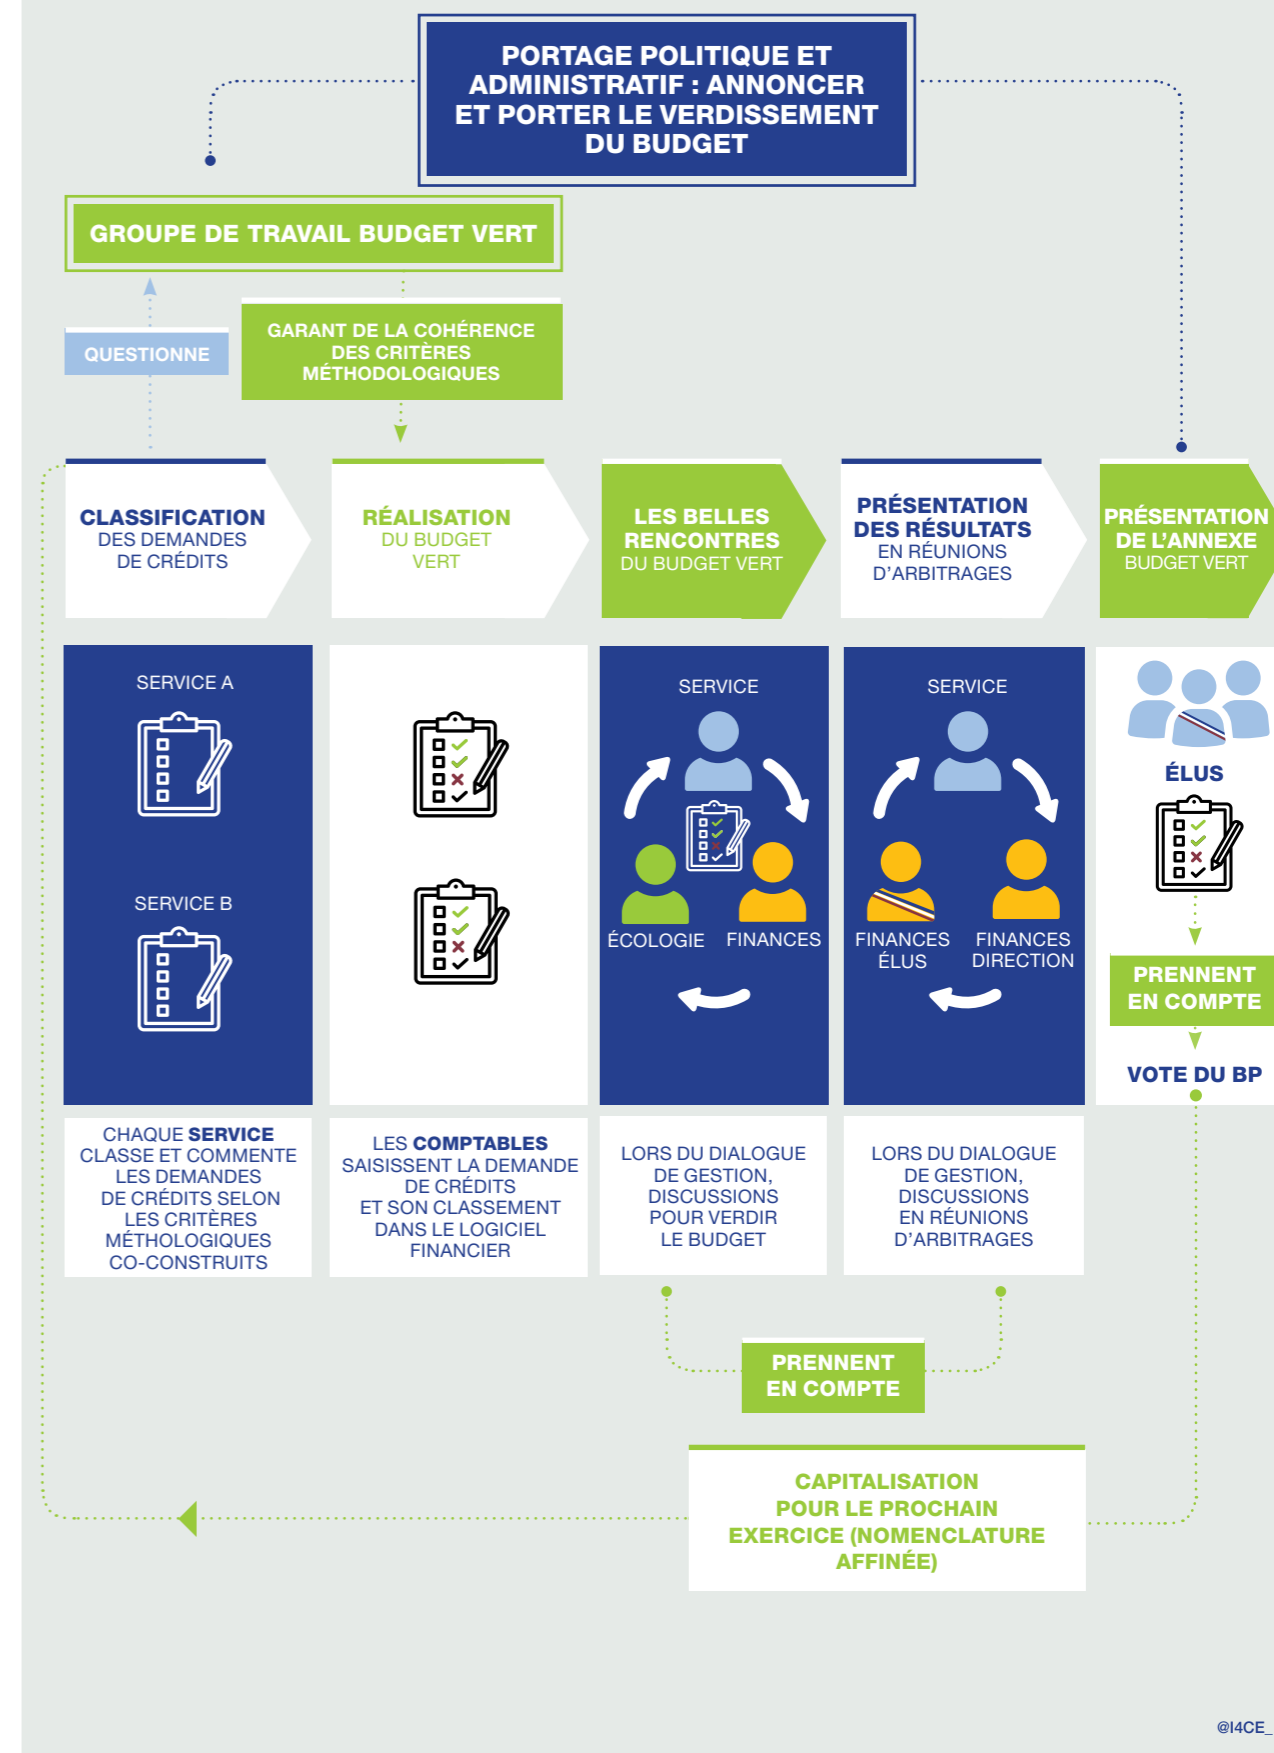 PORTAGE POLITIQUE ET
ADMINISTRATIF : ANNONCER
ET PORTER LE VERDISSEMENT
DU BUDGET
GROUPE DE TRAVAIL BUDGET VERT
QUESTIONNE
GARANT DE LA COHÉRENCE
DES CRITÈRES
MÉTHODOLOGIQUES
CLASSIFICATION
DES DEMANDES
DE CRÉDITS
RÉALISATION
DU BUDGET
VERT
LES BELLES
RENCONTRES
DU BUDGET VERT
PRÉSENTATION
DES RÉSULTATS
EN RÉUNIONS
D'ARBITRAGES
PRÉSENTATION
DE L'ANNEXE
BUDGET VERT
SERVICE A
SERVICE B
SERVICE
ÉCOLOGIE
FINANCES
SERVICE
FINANCES
ÉLUS
FINANCES
DIRECTION
ÉLUS
PRENNENT
EN COMPTE
VOTE DU BP
CHAQUE SERVICE
CLASSE ET COMMENTE
LES DEMANDES
DE CRÉDITS SELON
LES CRITÈRES
MÉTHOLOGIQUES
CO-CONSTRUITS
LES COMPTABLES
SAISISSENT LA DEMANDE
DE CRÉDITS
ET SON CLASSEMENT
DANS LE LOGICIEL
FINANCIER
LORS DU DIALOGUE
DE GESTION,
DISCUSSIONS
POUR VERDIR
LE BUDGET
LORS DU DIALOGUE
DE GESTION,
DISCUSSIONS
EN RÉUNIONS
D'ARBITRAGES
PRENNENT
EN COMPTE
CAPITALISATION
POUR LE PROCHAIN
EXERCICE (NOMENCLATURE
AFFINÉE)
@I4CE_